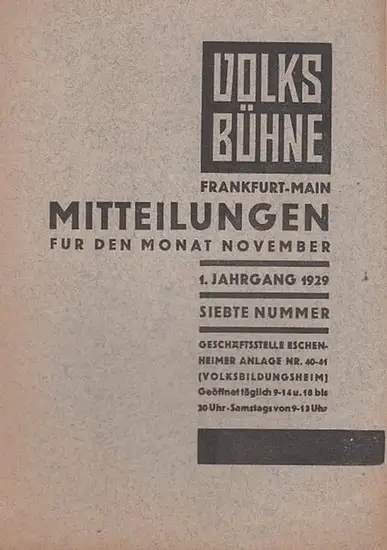 VOLKS
BÜHNE
FRANKFURT-MAIN
MITTEILUNGEN
FÜR DEN MONAT NOVEMBER
1. JAHRGANG 1929
SIEBTE NUMMER
GESCHÄFTSSTELLE ESCHEN-
HEIMER ANLAGE NR. 40-41
(VOLKSBILDUNGSHEIM)
Geöffnet täglich 9-14 u. 18 bis
20 Uhr - Samstags von 9-13 Uhr